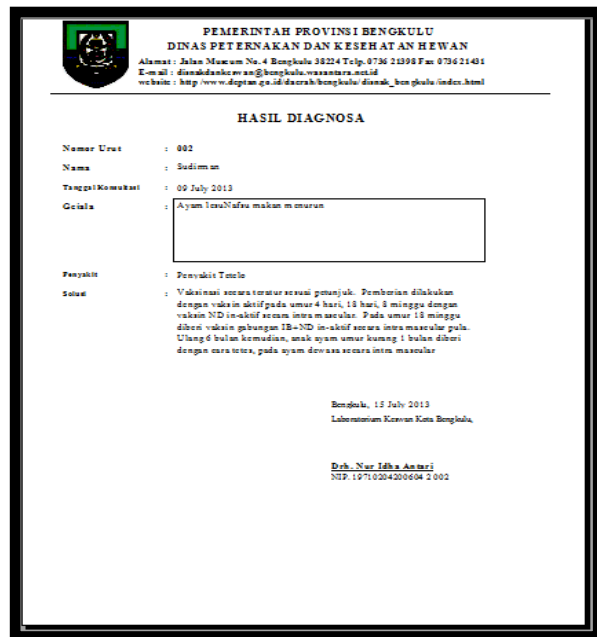 PEMERINTAH PROVINSI BENGKULU
DINAS PETERNAKAN DAN KESEHATAN HEWAN
Alamat : Jalan Museum No. 4 Bengkulu 38224 Telp. 0736 21398 Fax 0736 21431
E-mail : disnakdankeswan@bengkulu.wasantara.net.id
website : http /www.deptan.go.id/daerah/bengkulu/disnak_bengkulu/index.html
HASIL DIAGNOSA
Nomor Urut : 002
Nama : Sudirman
Tanggal Konsultasi : 09 July 2013
Gejala : Ayam lesuNafsu makan menurun
Penyakit : Penyakit Tetelo
Solusi : Vaksinasi secara teratur sesuai petunjuk. Pemberian dilakukan
dengan vaksin aktif pada umur 4 hari, 18 hari, 8 minggu dengan
vaksin ND in-aktif secara intra mascular. Pada umur 18 minggu
diberi vaksin gabungan IB+ND in-aktif secara intra mascular pula.
Ulang 6 bulan kemudian, anak ayam umur kurang 1 bulan diberi
dengan cara tetes, pada ayam dewasa secara intra mascular
Bengkulu, 15 July 2013
Laboratorium Keswan Kota Bengkulu,
Drh. Nur Idha Antari
NIP. 19710204200604 2 002